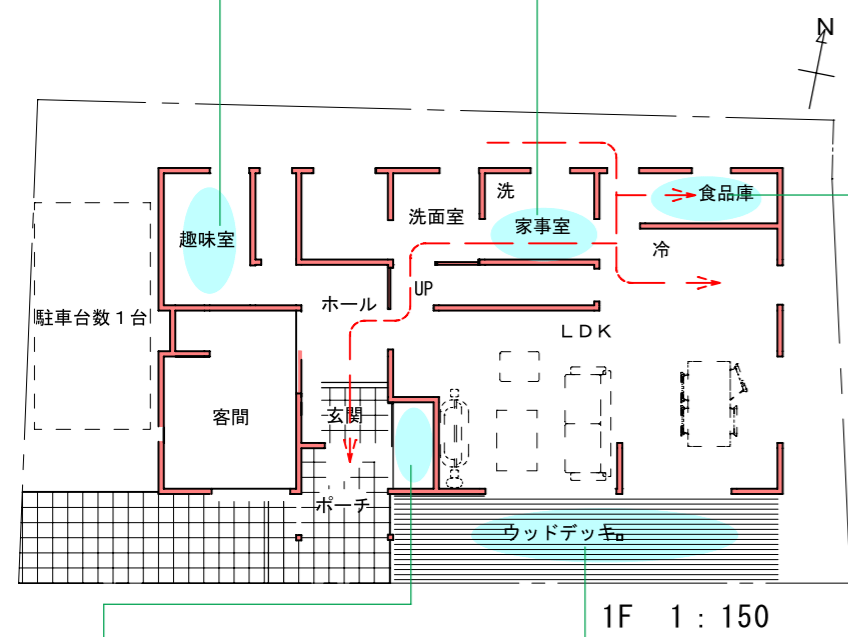 N
洗
食品庫
洗面室
家事室
趣味室
冷
UP
ホール
駐車台数１台
ＬＤＫ
客間
玄関
ポーチ
ウッドデッキ
1F 1：150